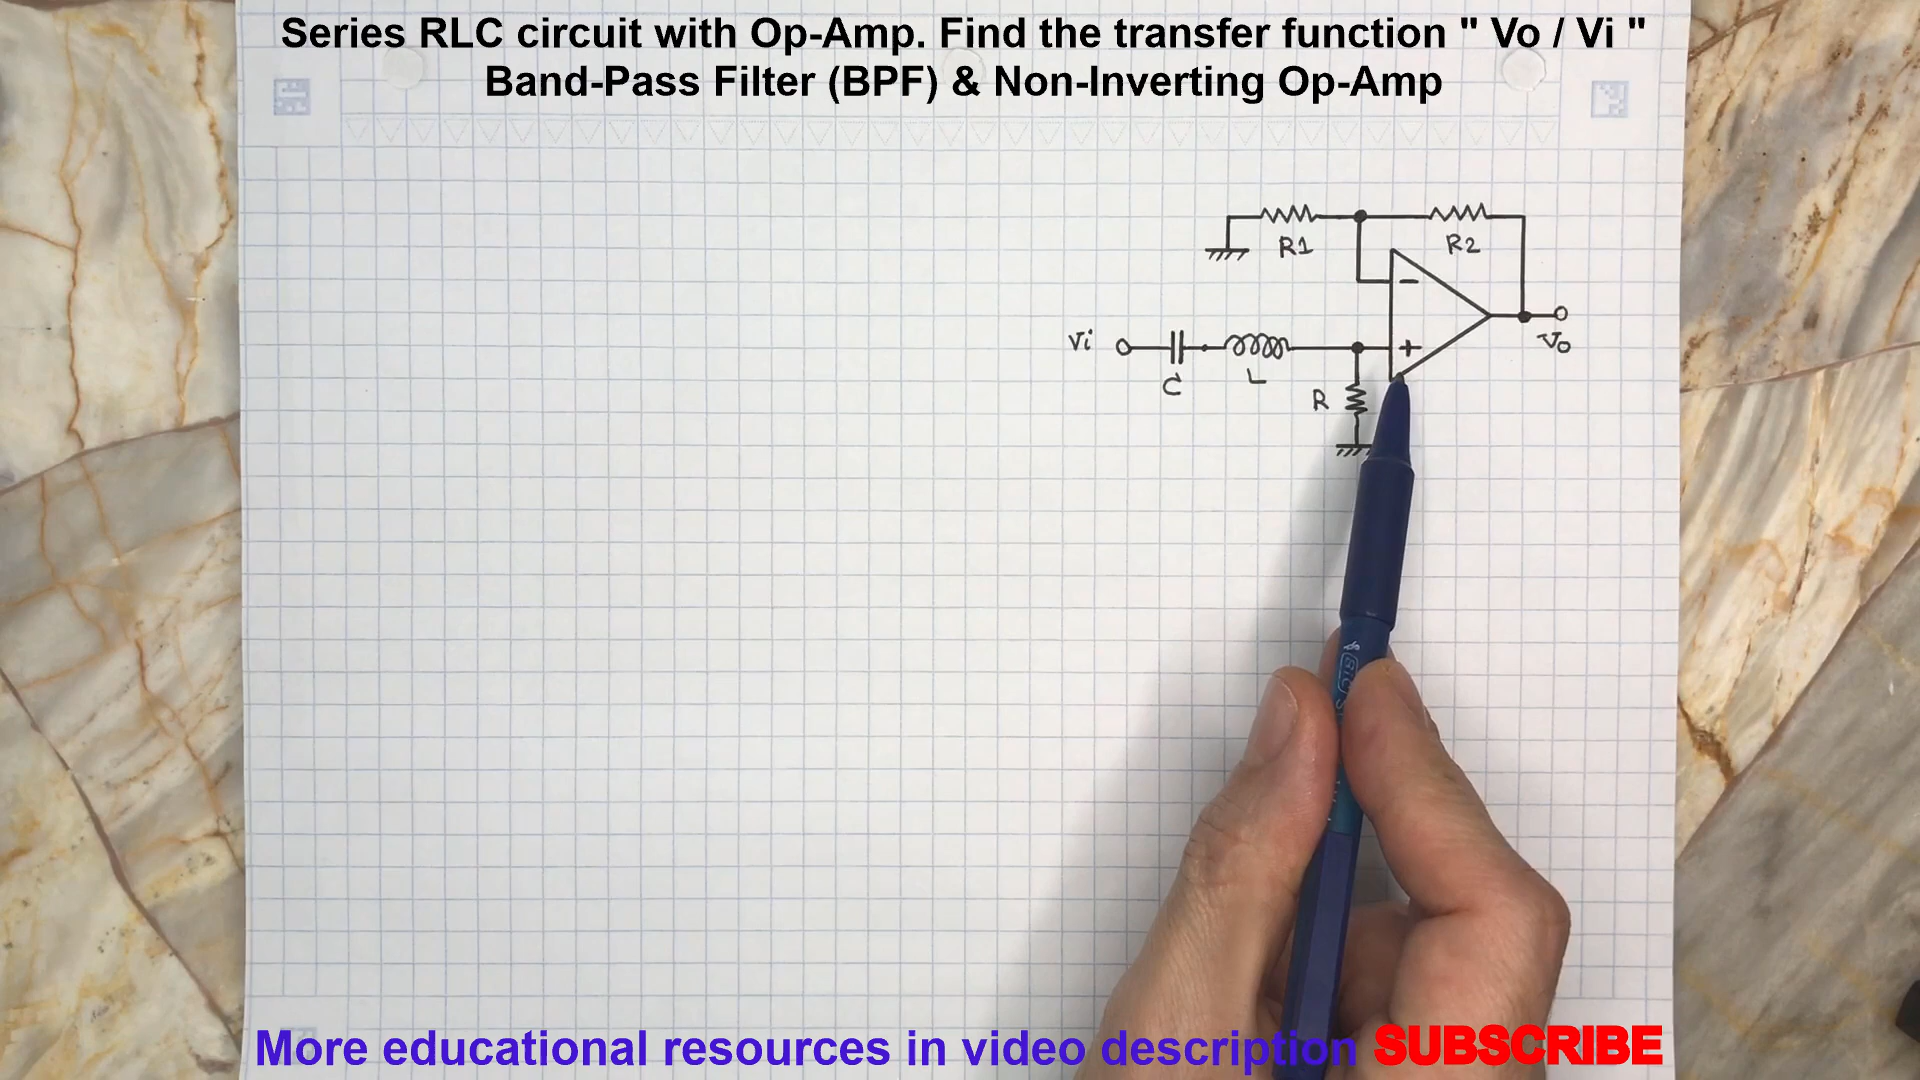 Series RLC circuit with Op-Amp. Find the transfer function " Vo / Vi "
Band-Pass Filter (BPF) & Non-Inverting Op-Amp
R1
R2
-
Vi
+
Vo
C
L
R
BIC
More educational resources in video description SUBSCRIBE